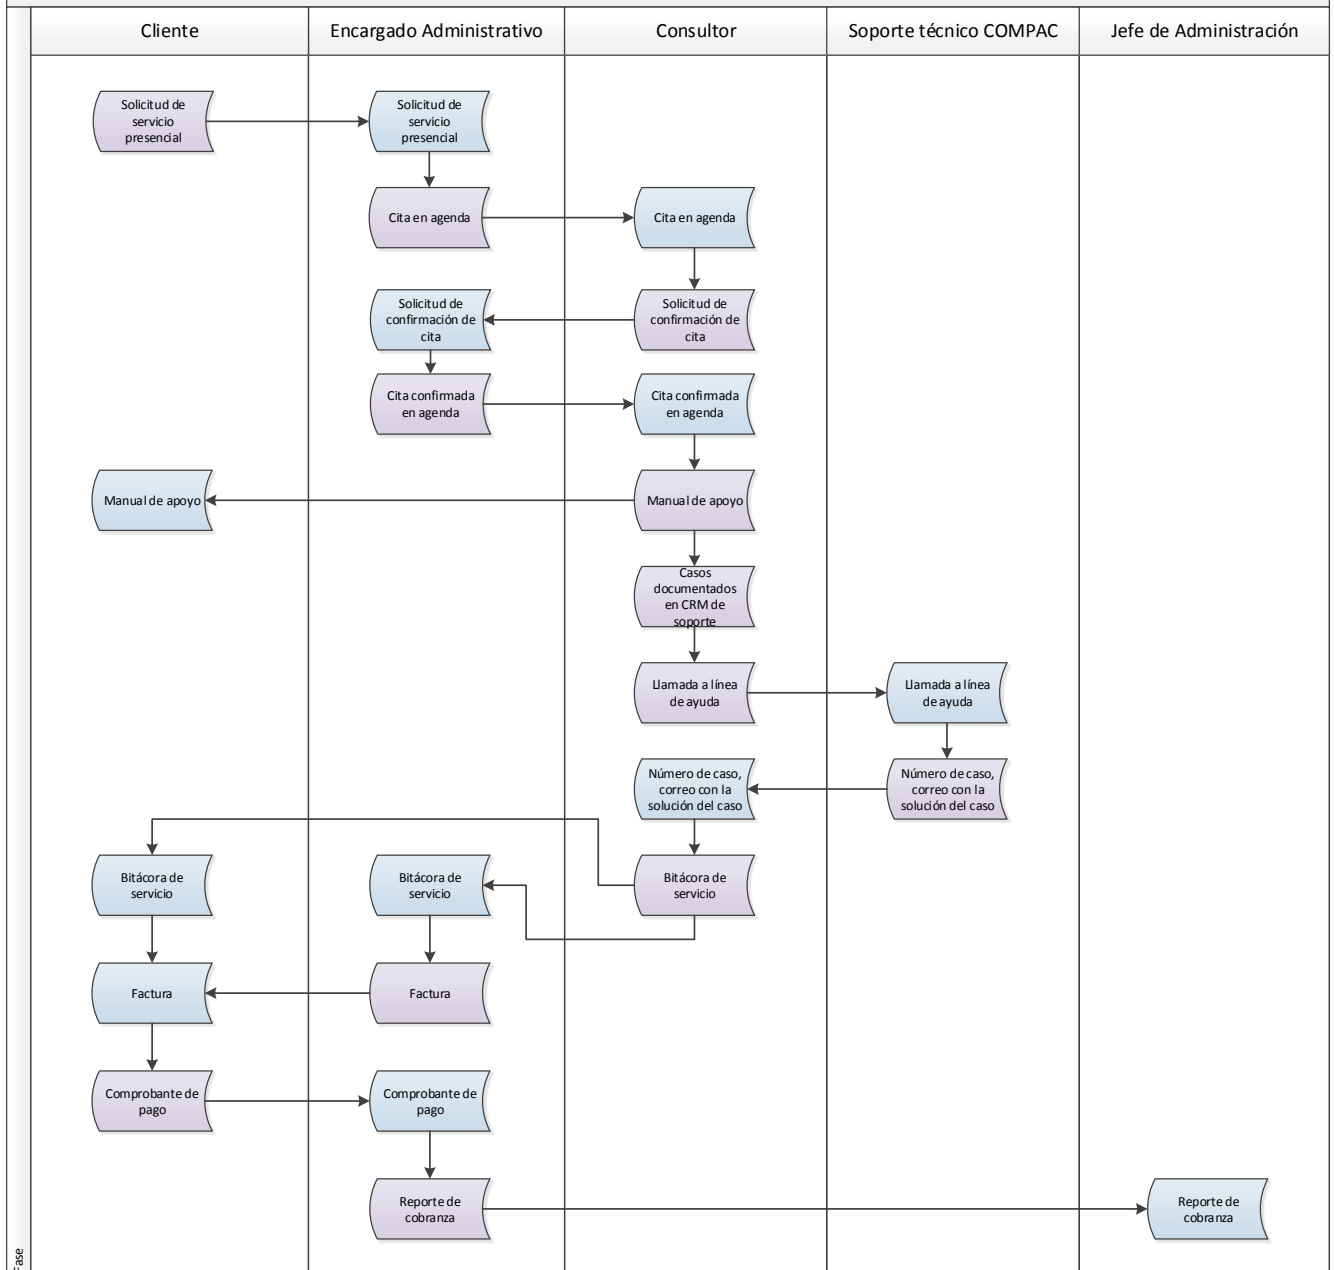 Cliente
Encargado Administrativo
Consultor
Soporte técnico COMPAC
Jefe de Administración
Solicitud de
servicio
presencial
Solicitud de
servicio
presencial
Cita en agenda
Cita en agenda
Solicitud de
confirmación de
cita
Solicitud de
confirmación de
cita
Cita confirmada
en agenda
Cita confirmada
en agenda
Manual de apoyo
Manual de apoyo
Casos
documentados
en CRM de
soporte
Llamada a línea
de ayuda
Llamada a línea
de ayuda
Número de caso,
correo con la
solución del caso
Número de caso,
correo con la
solución del caso
Bitácora de
servicio
Bitácora de
servicio
Bitácora de
servicio
Factura
Factura
Comprobante de
pago
Comprobante de
pago
Reporte de
cobranza
Reporte de
cobranza
Fase